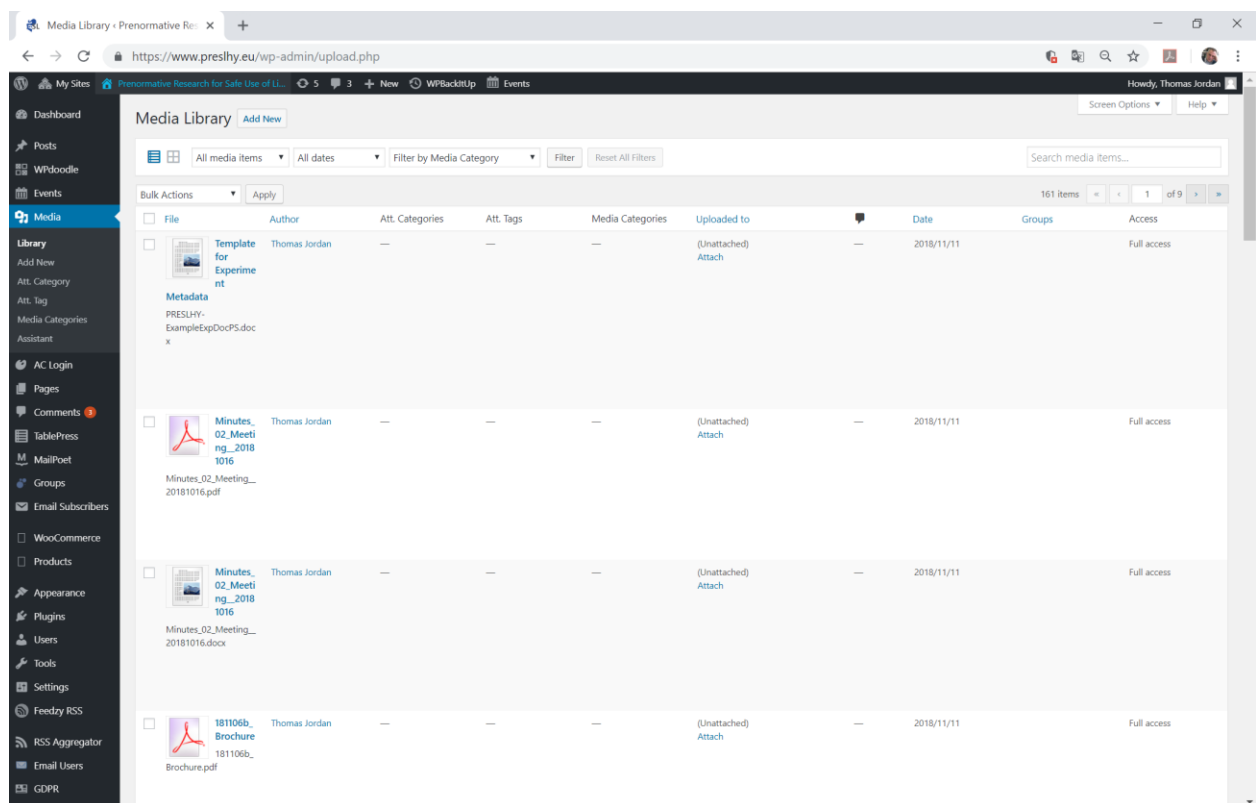 Media Library ‹ Prenormative Res
https://www.preslhy.eu/wp-admin/upload.php
My Sites Prenormative Research for Safe Use of Li... 5 3 New WPBackItUp Events Howdy, Thomas Jordan
Screen Options Help
Dashboard
Posts
WPdoodle
Events
Media
Library
Add New
Att. Category
Att. Tag
Media Categories
Assistant
AC Login
Pages
Comments 3
TablePress
MailPoet
Groups
Email Subscribers
WooCommerce
Products
Appearance
Plugins
Users
Tools
Settings
Feedzy RSS
RSS Aggregator
Email Users
GDPR
Media Library Add New
All media items All dates Filter by Media Category Filter Reset All Filters Search media items...
Bulk Actions Apply 161 items « ‹ 1 of 9 › »
File Author Att. Categories Att. Tags Media Categories Uploaded to Date Groups Access
Template Thomas Jordan — — — (Unattached) — 2018/11/11 Full access
for Attach
Experime
nt
Metadata
PRESLHY-
ExampleExpDocPS.doc
x
Minutes_ Thomas Jordan — — — (Unattached) — 2018/11/11 Full access
02_Meeti Attach
ng__2018
1016
Minutes_02_Meeting__
20181016.pdf
Minutes_ Thomas Jordan — — — (Unattached) — 2018/11/11 Full access
02_Meeti Attach
ng__2018
1016
Minutes_02_Meeting__
20181016.docx
181106b_ Thomas Jordan — — — (Unattached) — 2018/11/11 Full access
Brochure Attach
181106b_
Brochure.pdf